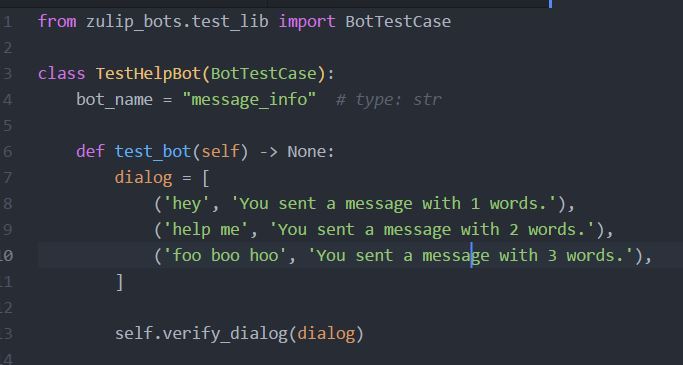 1 from zulip_bots.test_lib import BotTestCase
2
3 class TestHelpBot(BotTestCase):
4     bot_name = "message_info"  # type: str
5
6     def test_bot(self) -> None:
7         dialog = [
8             ('hey', 'You sent a message with 1 words.'),
9             ('help me', 'You sent a message with 2 words.'),
10             ('foo boo hoo', 'You sent a message with 3 words.'),
11         ]
12
13         self.verify_dialog(dialog)
14